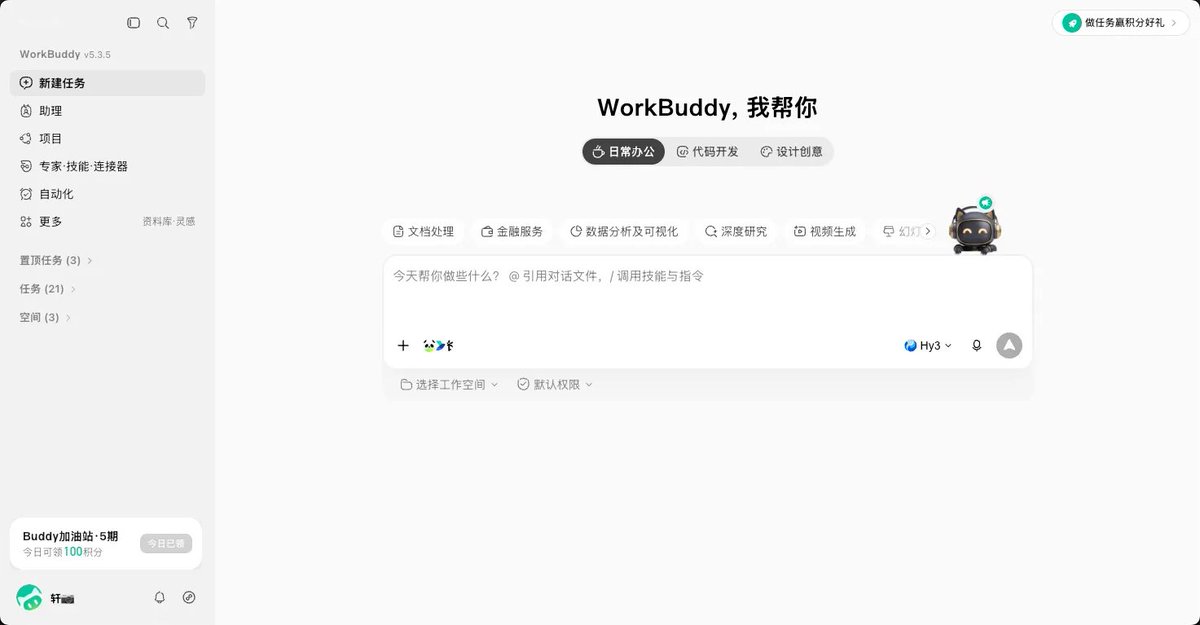 WorkBuddy v5.3.5
新建任务
助理
项目
专家·技能·连接器
自动化
更多 资料库·灵感
置顶任务 (3)
任务 (21)
空间 (3)
Buddy加油站·5期
今日可领100积分
今日已领
轩
做任务赢积分好礼
WorkBuddy, 我帮你
日常办公 代码开发 设计创意
文档处理 金融服务 数据分析及可视化 深度研究 视频生成 幻灯
今天帮你做些什么? @ 引用对话文件, / 调用技能与指令
Hy3
选择工作空间 默认权限